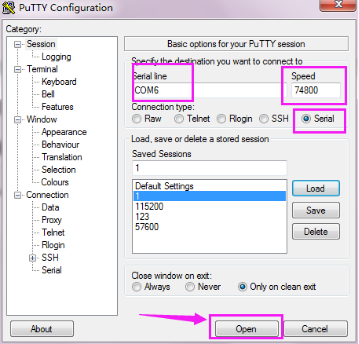 PuTTY Configuration
Category:
Session
Logging
Terminal
Keyboard
Bell
Features
Window
Appearance
Behaviour
Translation
Selection
Colours
Connection
Data
Proxy
Telnet
Rlogin
SSH
Serial
Basic options for your PuTTY session
Specify the destination you want to connect to
Serial line Speed
COM6 74800
Connection type:
Raw Telnet Rlogin SSH Serial
Load, save or delete a stored session
Saved Sessions
1
Default Settings
1
115200
123
57600
Load
Save
Delete
Close window on exit:
Always Never Only on clean exit
About Open Cancel